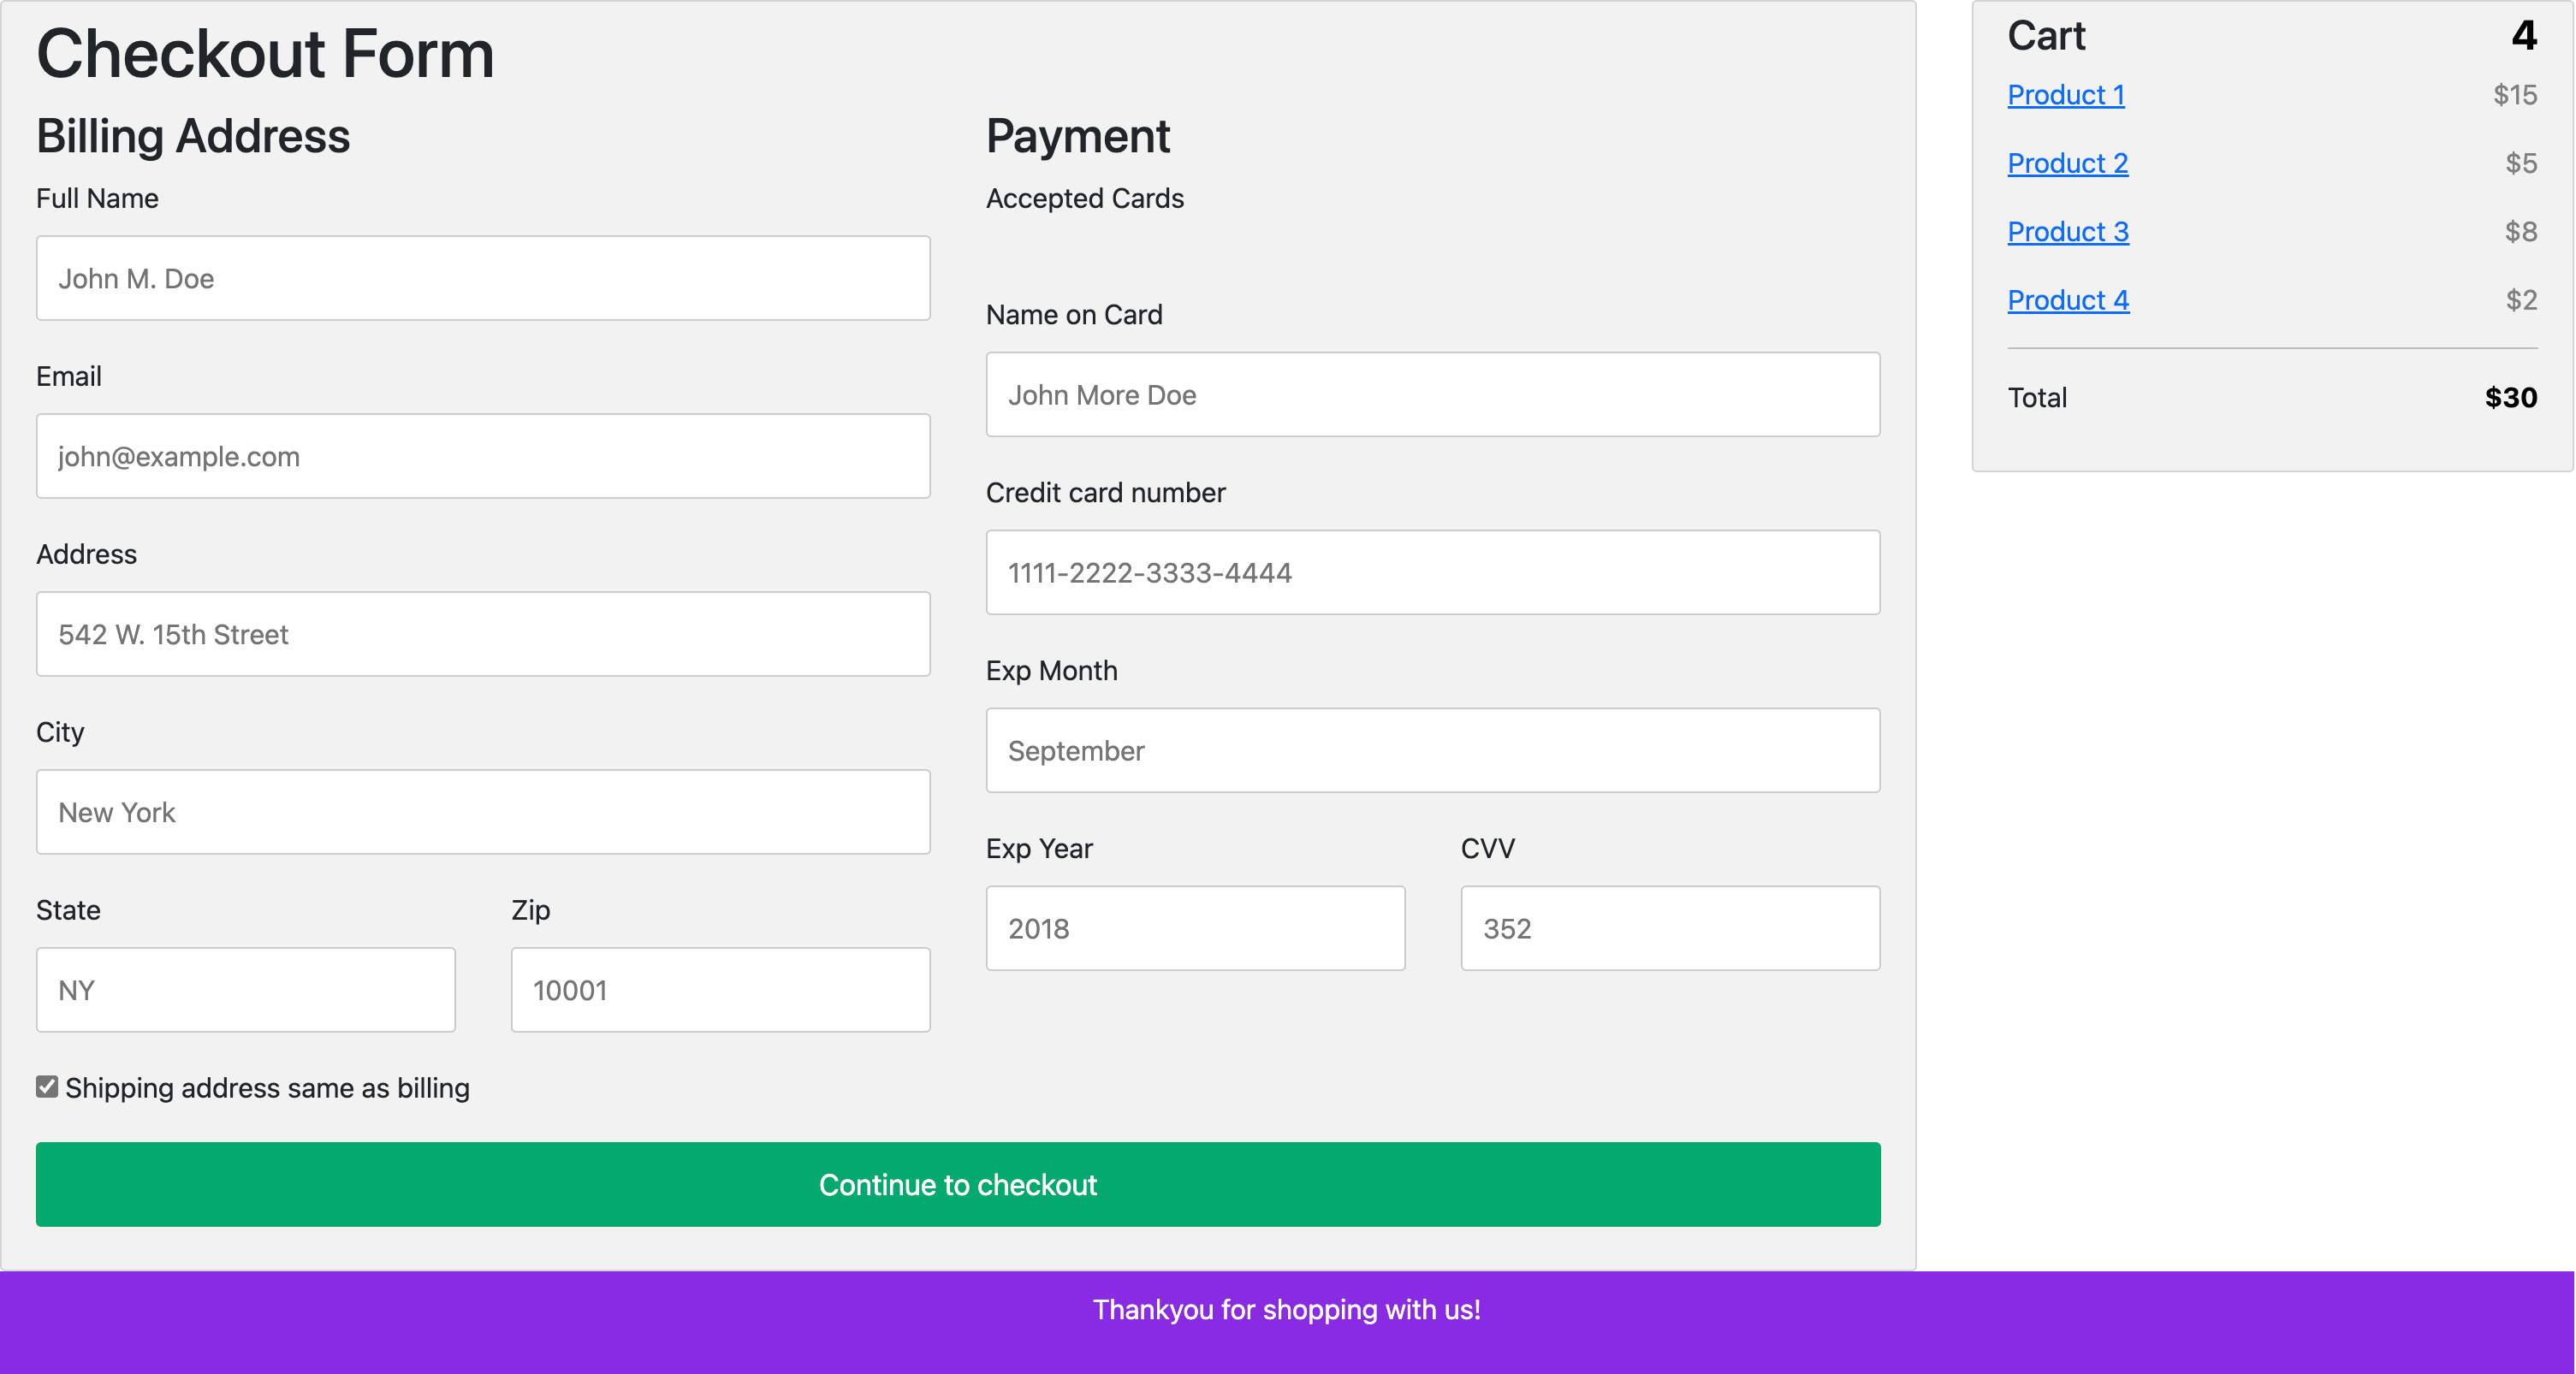 Checkout Form
Billing Address
Full Name
John M. Doe
Email
john@example.com
Address
542 W. 15th Street
City
New York
State
Zip
NY
10001
Payment
Accepted Cards
Name on Card
John More Doe
Credit card number
1111-2222-3333-4444
Exp Month
September
Exp Year
CVV
2018
352
Shipping address same as billing
Continue to checkout
Cart 4
Product 1 $15
Product 2 $5
Product 3 $8
Product 4 $2
Total $30
Thankyou for shopping with us!